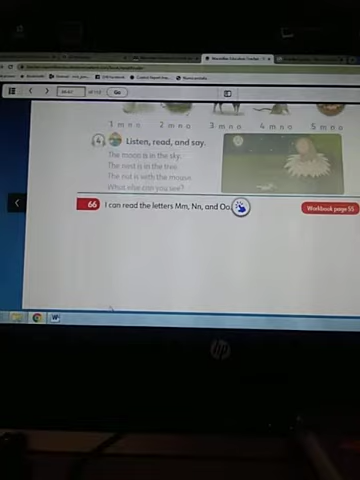 Go
1 m n o 2 m n o 3 m n o 4 m n o 5 m n o
4 Listen, read, and say.
The moon is in the sky.
The nest is in the tree.
The nut is with the mouse.
What else can you see?
66 I can read the letters Mm, Nn, and Oo.
Workbook page 55
hp